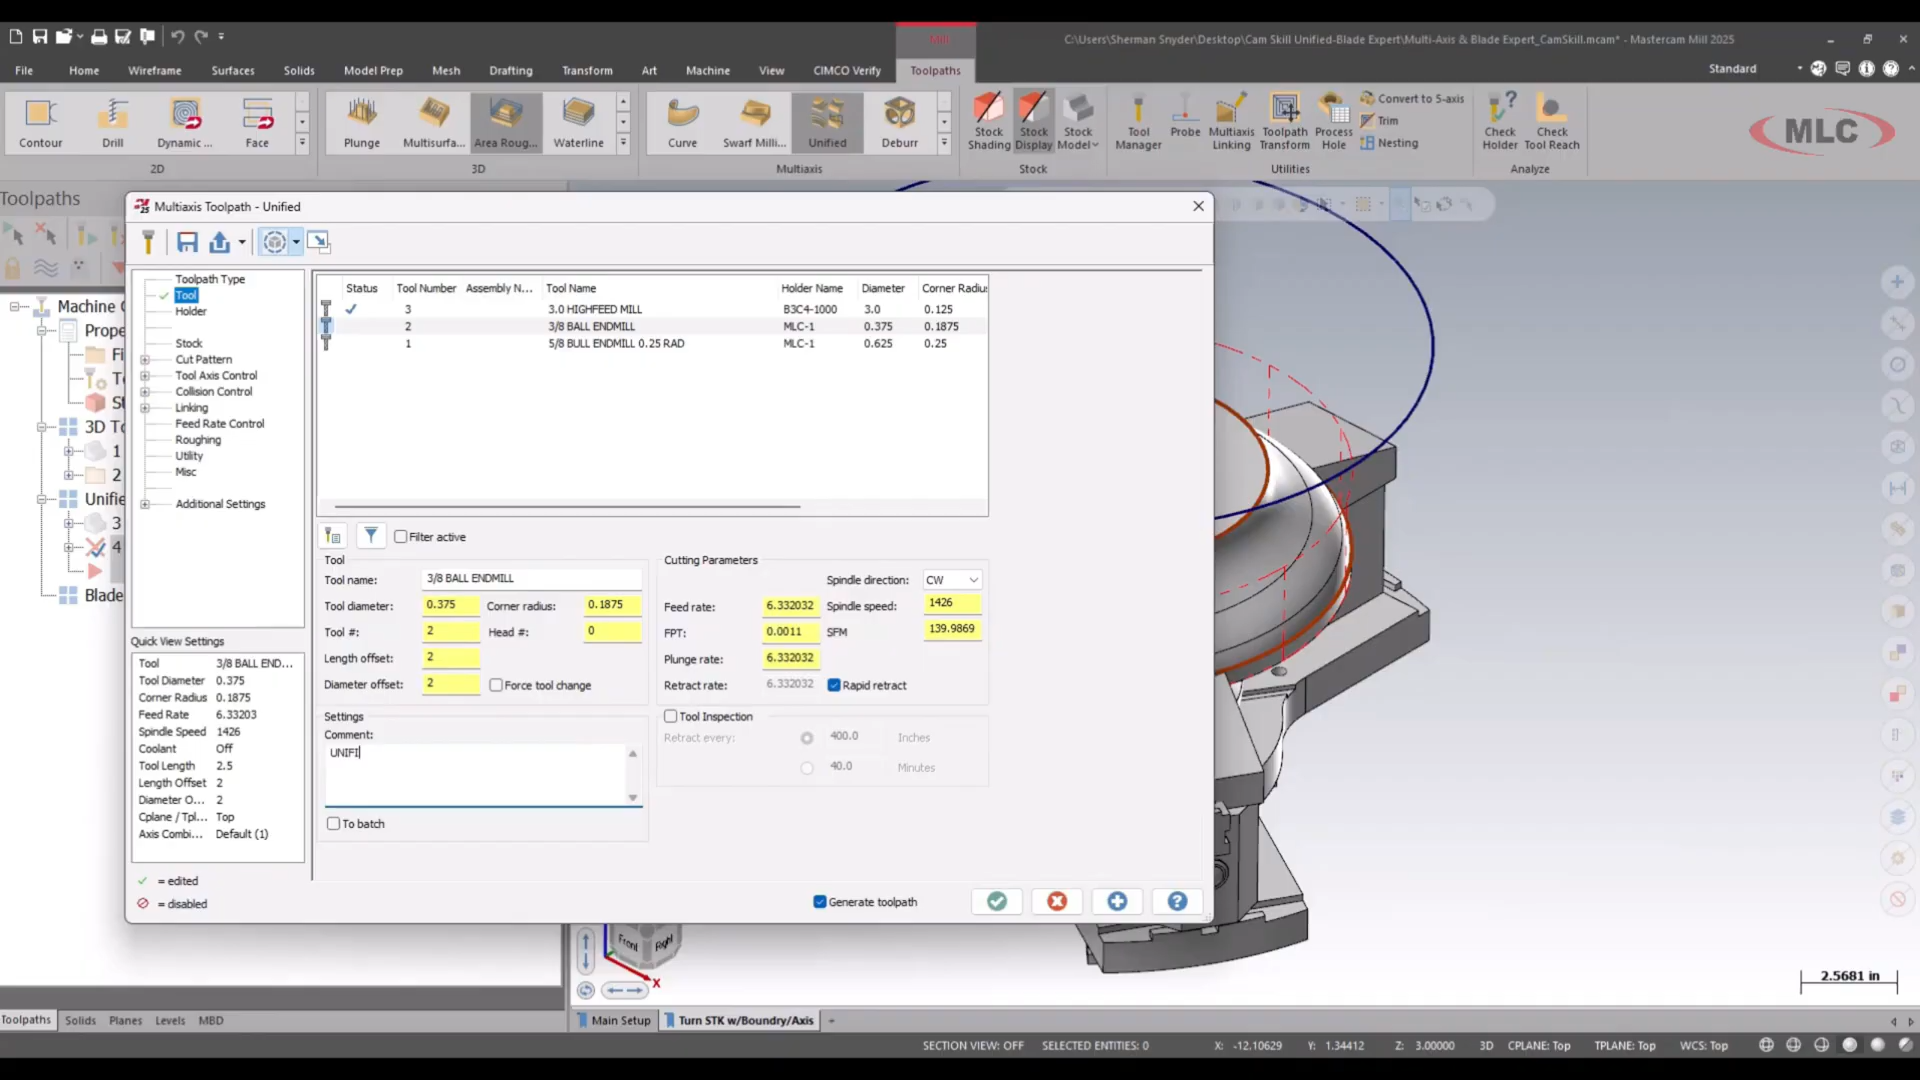 Mill
C:\Users\Sherman Snyder\Desktop\Cam Skill Unified-Blade Expert\Multi-Axis & Blade Expert_CamSkill.mcam* - Mastercam Mill 2025
File Home Wireframe Surfaces Solids Model Prep Mesh Drafting Transform Art Machine View CIMCO Verify Toolpaths Standard
Contour Drill Dynamic ... Face
2D
Plunge Multisurfa... Area Roug... Waterline
3D
Curve Swarf Milli... Unified Deburr
Multiaxis
Stock Shading Stock Display Stock Model
Stock
Tool Manager Probe Multiaxis Linking Toolpath Transform Process Hole
Convert to 5-axis
Trim
Nesting
Utilities
Check Holder Check Tool Reach
Analyze
MLC
Toolpaths
Machine
Prope
Fi
T
St
3D To
1
2
Unifie
3
4
Blade
Multiaxis Toolpath - Unified
Toolpath Type
Tool
Holder
Stock
Cut Pattern
Tool Axis Control
Collision Control
Linking
Feed Rate Control
Roughing
Utility
Misc
Additional Settings
Status Tool Number Assembly N... Tool Name Holder Name Diameter Corner Radiu
3 3.0 HIGHFEED MILL B3C4-1000 3.0 0.125
2 3/8 BALL ENDMILL MLC-1 0.375 0.1875
1 5/8 BULL ENDMILL 0.25 RAD MLC-1 0.625 0.25
Filter active
Tool
Tool name: 3/8 BALL ENDMILL
Tool diameter: 0.375 Corner radius: 0.1875
Tool #: 2 Head #: 0
Length offset: 2
Diameter offset: 2 Force tool change
Cutting Parameters
Spindle direction: CW
Feed rate: 6.332032 Spindle speed: 1426
FPT: 0.0011 SFM 139.9869
Plunge rate: 6.332032
Retract rate: 6.332032 Rapid retract
Settings
Comment:
UNIFI
To batch
Tool Inspection
Retract every: 400.0 Inches
40.0 Minutes
Quick View Settings
Tool 3/8 BALL END...
Tool Diameter 0.375
Corner Radius 0.1875
Feed Rate 6.33203
Spindle Speed 1426
Coolant Off
Tool Length 2.5
Length Offset 2
Diameter O... 2
Cplane / Tpl... Top
Axis Combi... Default (1)
= edited
= disabled
Generate toolpath
Front Right
X
2.5681 in
Toolpaths Solids Planes Levels MBD
Main Setup Turn STK w/Boundry/Axis +
SECTION VIEW: OFF SELECTED ENTITIES: 0 X: -12.10629 Y: 1.34412 Z: 3.00000 3D CPLANE: Top TPLANE: Top WCS: Top